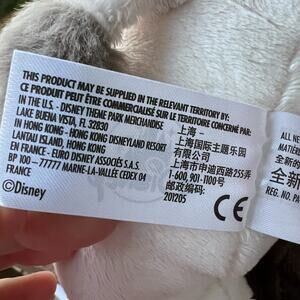 THIS PRODUCT MAY BE SUPPLIED IN THE RELEVANT TERRITORY BY:
CE PRODUIT PEUT ÊTRE COMMERCIALISÉ SUR LE TERRITOIRE CONCERNÉ PAR:
IN THE U.S. - DISNEY THEME PARK MERCHANDISE
LAKE BUENA VISTA, FL. 32830
IN HONG KONG - HONG KONG DISNEYLAND RESORT
LANTAU ISLAND, HONG KONG
EN FRANCE - EURO DISNEY ASSOCIÉS S.A.S.
BP 100 - 77777 MARNE-LA-VALLÉE CEDEX 04
FRANCE
©Disney
上海 -
上海国际主题乐园
有限公司
上海市申迪西路255弄
1-600, 901-1100号
邮政编码:
201205
CE
ALL NE
MATIÈR
全新
REG. NO. PA